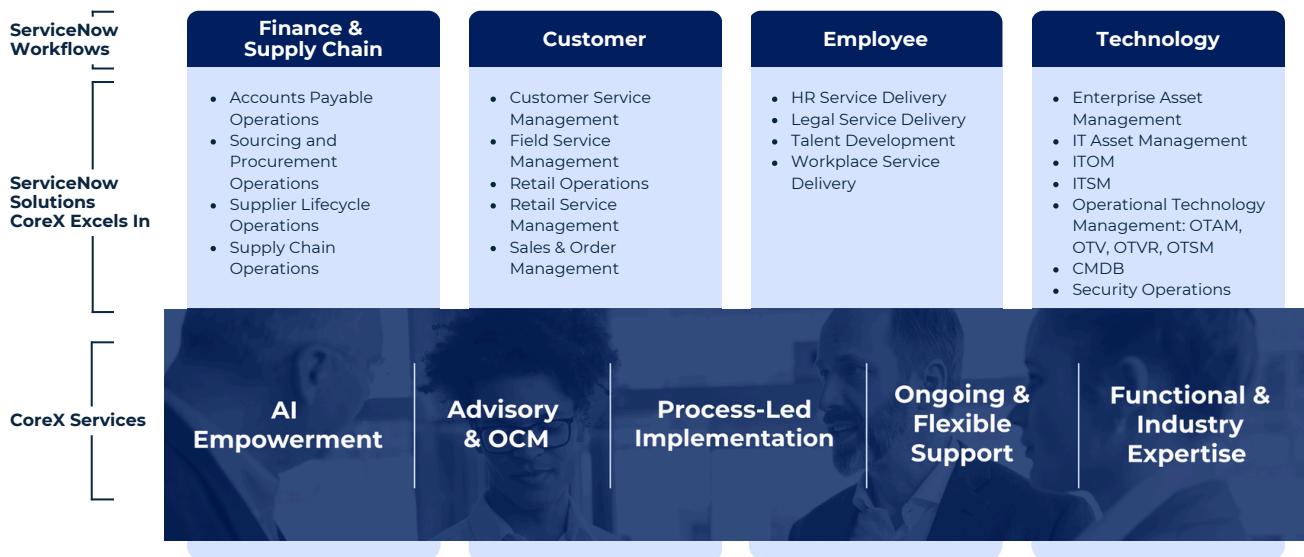 ServiceNow
Workflows
Finance &
Supply Chain
Customer
Employee
Technology
ServiceNow
Solutions
CoreX Excels In
• Accounts Payable
Operations
• Sourcing and
Procurement
Operations
• Supplier Lifecycle
Operations
• Supply Chain
Operations
• Customer Service
Management
• Field Service
Management
• Retail Operations
• Retail Service
Management
• Sales & Order
Management
• HR Service Delivery
• Legal Service Delivery
• Talent Development
• Workplace Service
Delivery
• Enterprise Asset
Management
• IT Asset Management
• ITOM
• ITSM
• Operational Technology
Management: OTAM,
OTV, OTVR, OTSM
• CMDB
• Security Operations
CoreX Services
AI
Empowerment
Advisory
& OCM
Process-Led
Implementation
Ongoing &
Flexible
Support
Functional &
Industry
Expertise